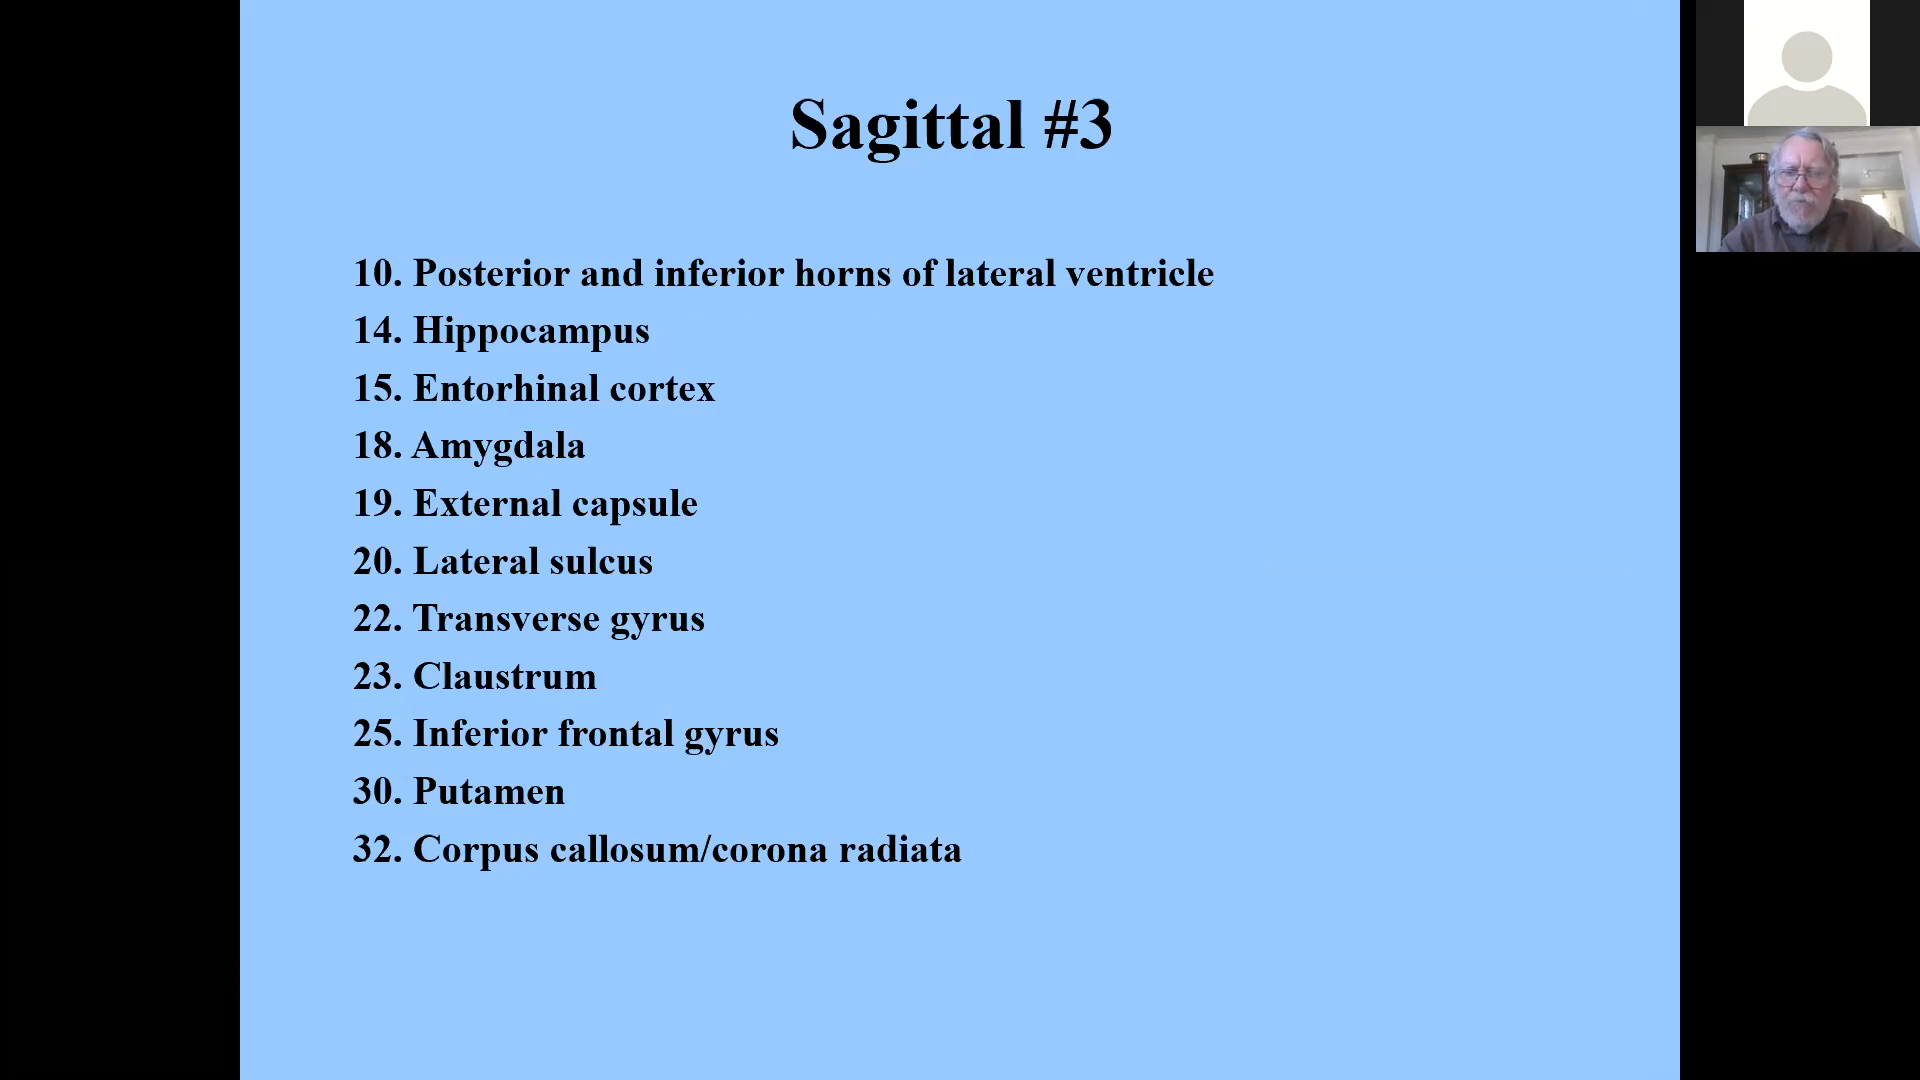 Sagittal #3
10. Posterior and inferior horns of lateral ventricle
14. Hippocampus
15. Entorhinal cortex
18. Amygdala
19. External capsule
20. Lateral sulcus
22. Transverse gyrus
23. Claustrum
25. Inferior frontal gyrus
30. Putamen
32. Corpus callosum/corona radiata